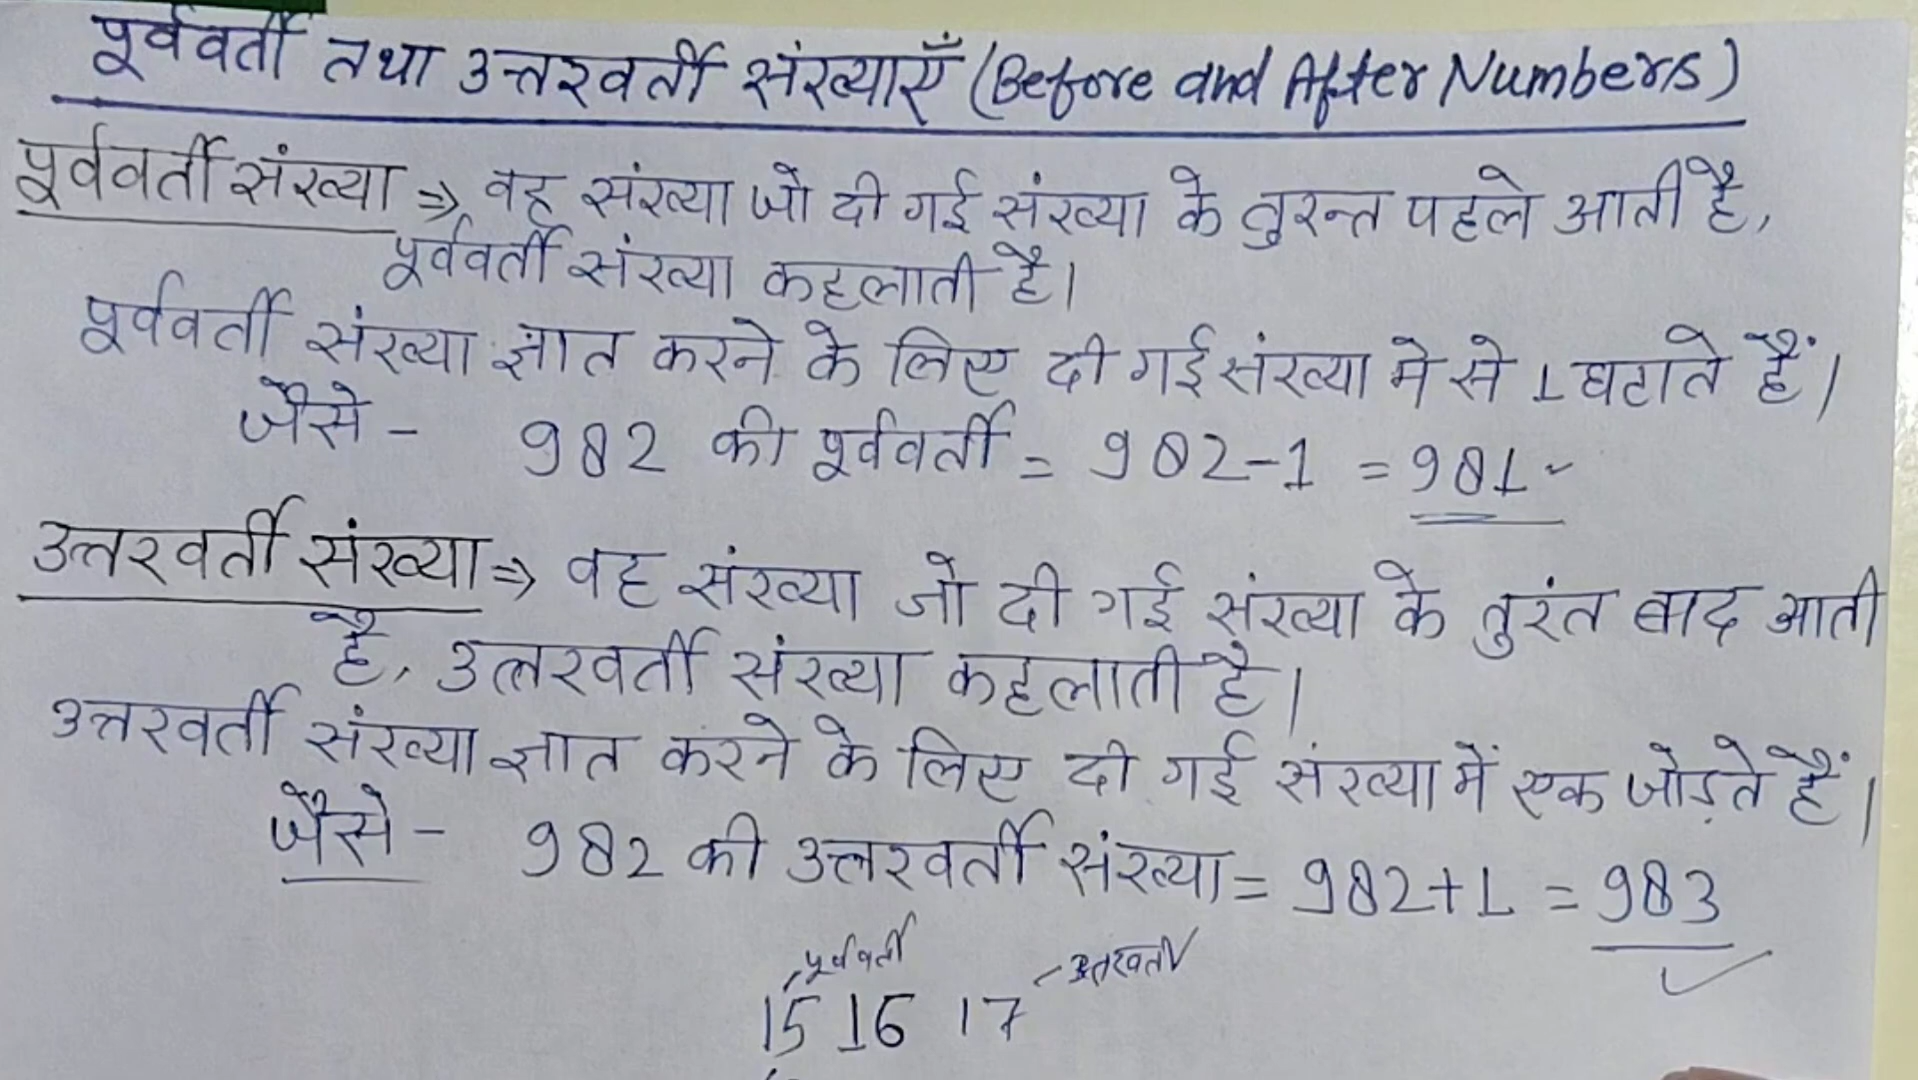 पूर्ववर्ती तथा उत्तरवर्ती संख्याएँ (Before and After Numbers)
पूर्ववर्ती संख्या ⇒ वह संख्या जो दी गई संख्या के तुरन्त पहले आती है,
पूर्ववर्ती संख्या कहलाती है।
पूर्ववर्ती संख्या ज्ञात करने के लिए दी गई संख्या मे से 1 घटाते हैं।
जैसे - 982 की पूर्ववर्ती = 982-1 = 981
उत्तरवर्ती संख्या ⇒ वह संख्या जो दी गई संख्या के तुरंत बाद आती
है, उत्तरवर्ती संख्या कहलाती है।
उत्तरवर्ती संख्या ज्ञात करने के लिए दी गई संख्या में एक जोड़ते हैं।
जैसे - 982 की उत्तरवर्ती संख्या = 982+1 = 983
पूर्ववर्ती उत्तरवर्ती
15 16 17